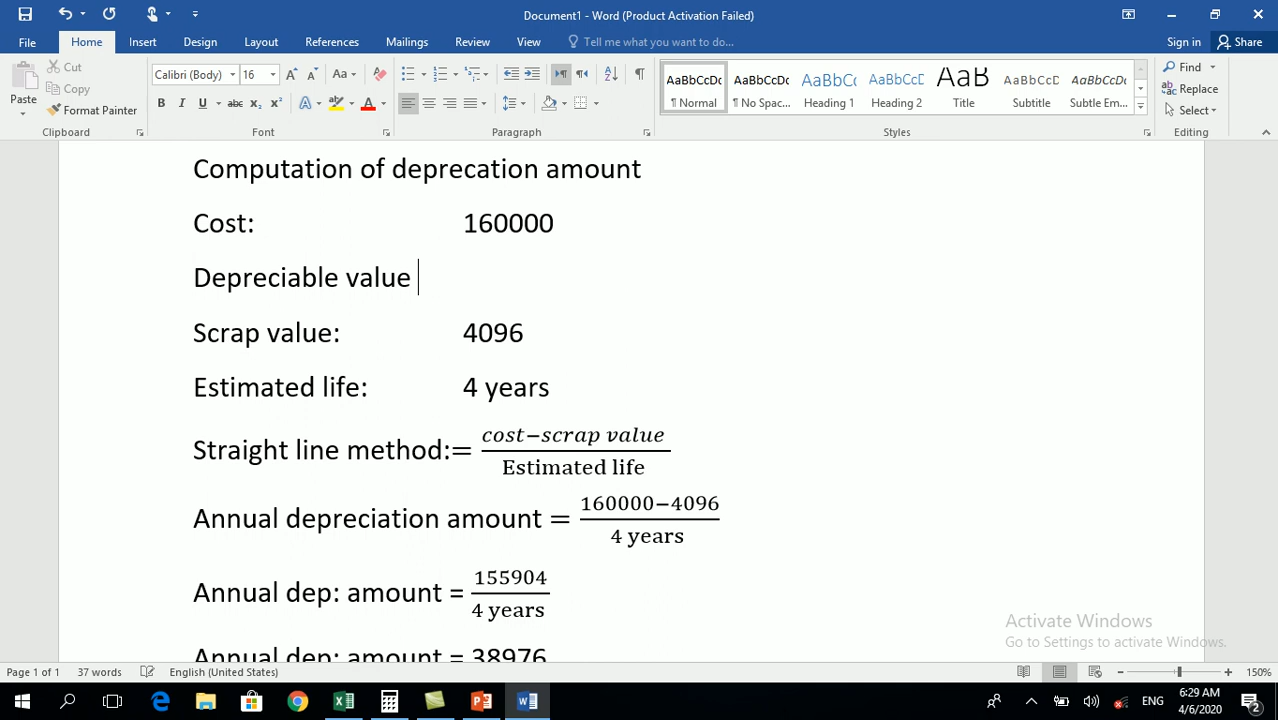 Document1 - Word (Product Activation Failed)
File Home Insert Design Layout References Mailings Review View Tell me what you want to do... Sign in Share
Paste Cut Copy Format Painter
Clipboard
Calibri (Body) 16 Aa
B I U abc x₂ x² A A
Font
Paragraph
AaBbCcDc AaBbCcDc AaBbCc AaBbCcE AaB AaBbCcD AaBbCcDc
¶ Normal ¶ No Spac... Heading 1 Heading 2 Title Subtitle Subtle Em...
Styles
Find Replace Select
Editing
Computation of deprecation amount
Cost: 160000
Depreciable value
Scrap value: 4096
Estimated life: 4 years
Straight line method:= cost−scrap value / Estimated life
Annual depreciation amount = 160000−4096 / 4 years
Annual dep: amount = 155904 / 4 years
Annual dep: amount = 38976
Activate Windows
Go to Settings to activate Windows.
Page 1 of 1 37 words English (United States) 150%
ENG 6:29 AM
4/6/2020 2